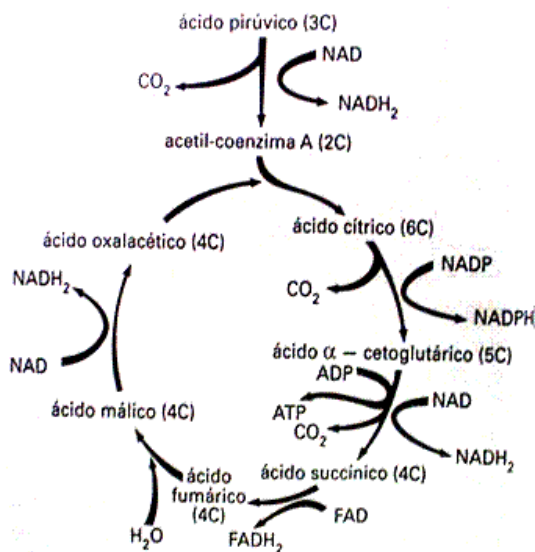 ácido pirúvico (3C)
NAD
CO₂
NADH₂
acetil-coenzima A (2C)
ácido oxalacético (4C)
ácido cítrico (6C)
NADH₂
NADP
CO₂
NADPH
NAD
ácido α – cetoglutárico (5C)
ADP
ácido málico (4C)
ATP
NAD
CO₂
NADH₂
ácido succínico (4C)
ácido
fumárico
(4C)
FAD
H₂O
FADH₂